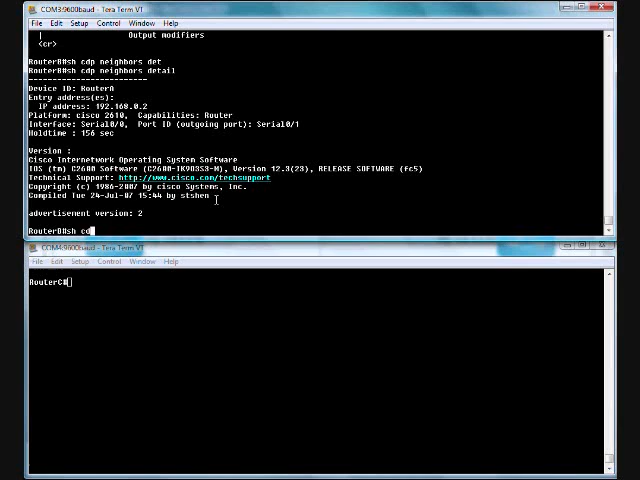 COM3:9600baud - Tera Term VT
File Edit Setup Control Window Help
| Output modifiers
<cr>
RouterB#sh cdp neighbors det
RouterB#sh cdp neighbors detail
-------------------------
Device ID: RouterA
Entry address(es):
IP address: 192.168.0.2
Platform: cisco 2610, Capabilities: Router
Interface: Serial0/0, Port ID (outgoing port): Serial0/1
Holdtime : 156 sec
Version :
Cisco Internetwork Operating System Software
IOS (tm) C2600 Software (C2600-IK9O3S3-M), Version 12.3(23), RELEASE SOFTWARE (fc5)
Technical Support: http://www.cisco.com/techsupport
Copyright (c) 1986-2007 by cisco Systems, Inc.
Compiled Tue 24-Jul-07 15:44 by stshen
advertisement version: 2
RouterB#sh cd
COM4:9600baud - Tera Term VT
File Edit Setup Control Window Help
RouterC#